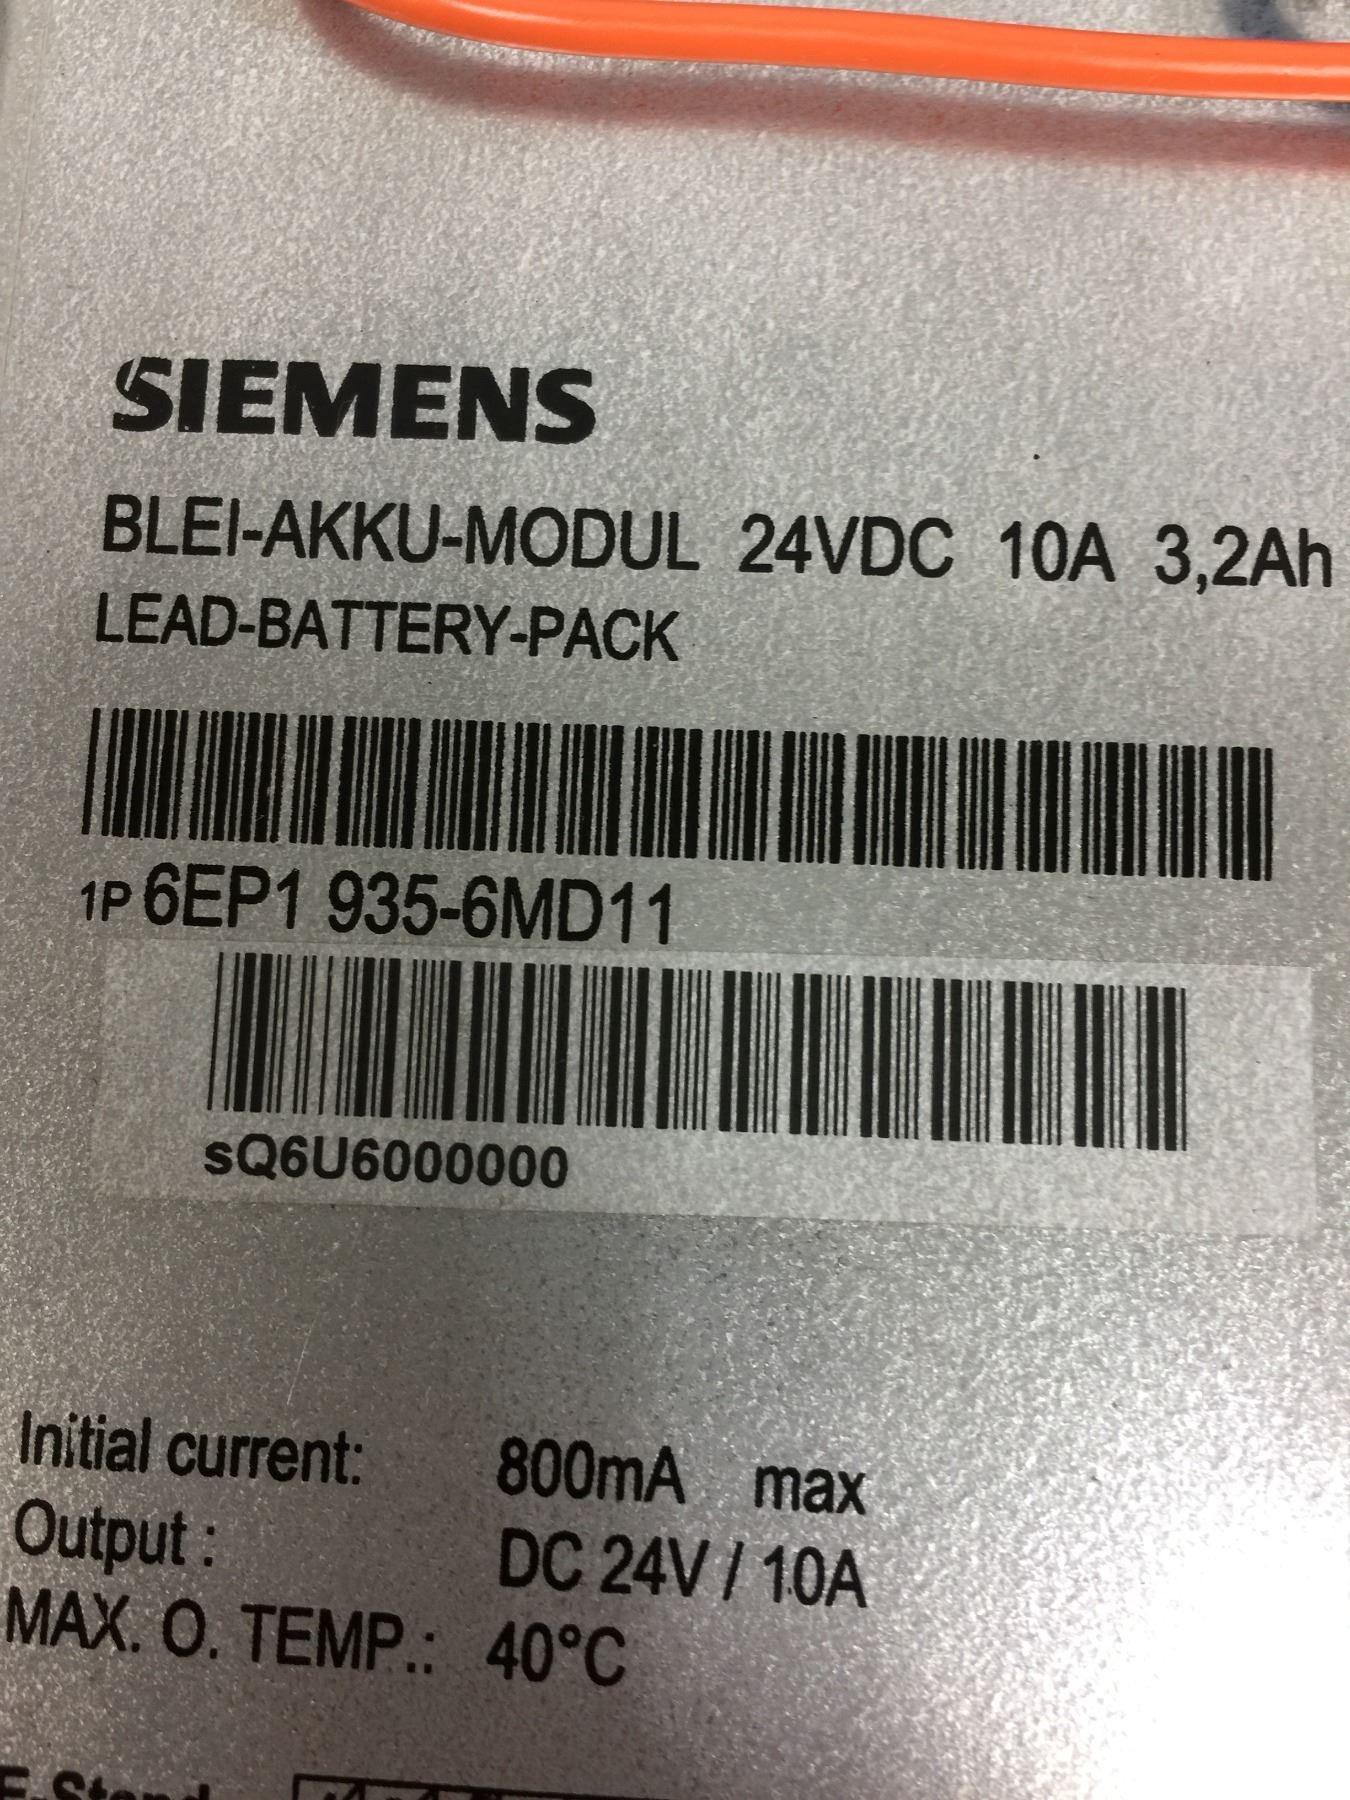 SIEMENS
BLEI-AKKU-MODUL 24VDC 10A 3,2Ah
LEAD-BATTERY-PACK
1P 6EP1 935-6MD11
sQ6U6000000
Initial current: 800mA max
Output : DC 24V / 10A
MAX. O. TEMP.: 40°C
E-Stand